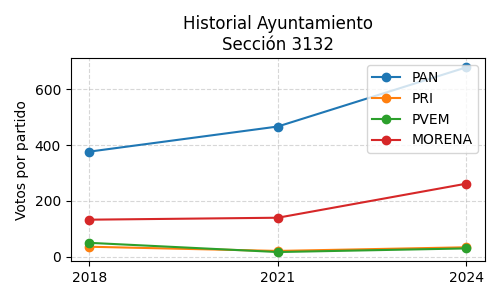 Historial Ayuntamiento
Sección 3132
Votos por partido
600
400
200
0
2018
2021
2024
PAN
PRI
PVEM
MORENA